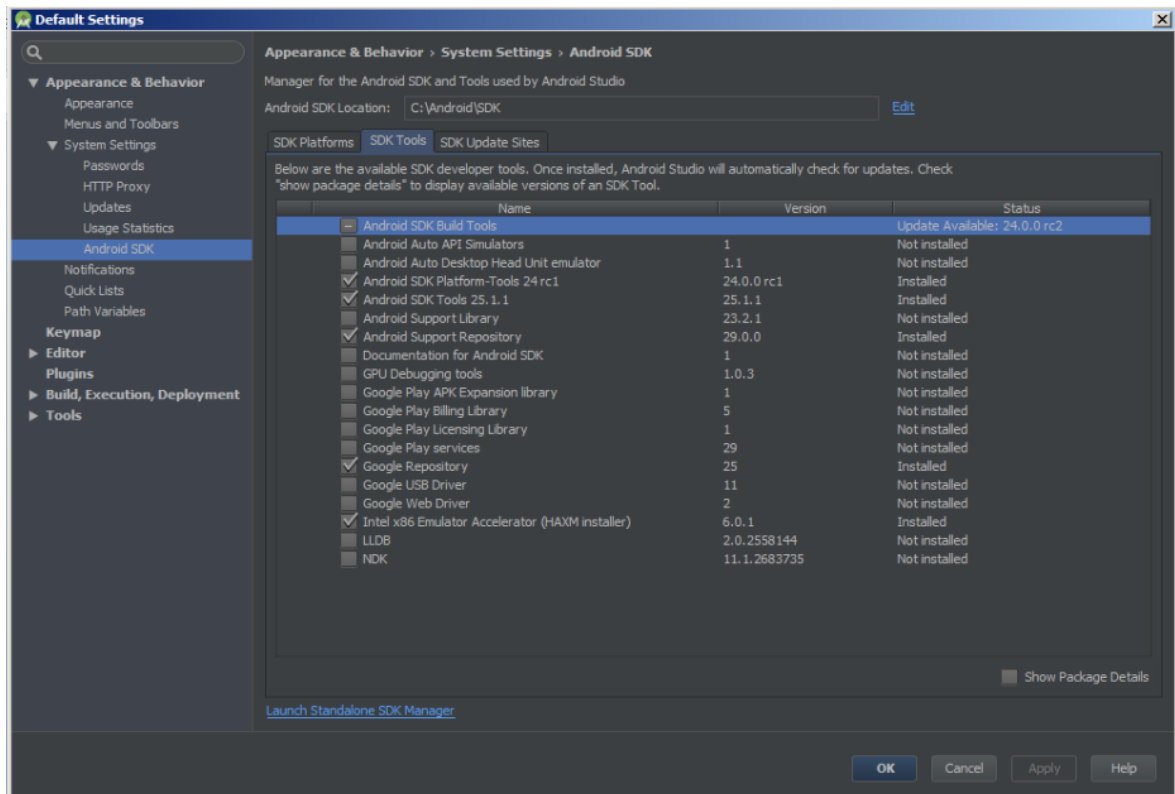 Default Settings
Appearance & Behavior
Appearance
Menus and Toolbars
System Settings
Passwords
HTTP Proxy
Updates
Usage Statistics
Android SDK
Notifications
Quick Lists
Path Variables
Keymap
Editor
Plugins
Build, Execution, Deployment
Tools
Appearance & Behavior › System Settings › Android SDK
Manager for the Android SDK and Tools used by Android Studio
Android SDK Location: C:\Android\SDK Edit
SDK Platforms SDK Tools SDK Update Sites
Below are the available SDK developer tools. Once installed, Android Studio will automatically check for updates. Check
"show package details" to display available versions of an SDK Tool.
Name Version Status
Android SDK Build Tools Update Available: 24.0.0 rc2
Android Auto API Simulators 1 Not installed
Android Auto Desktop Head Unit emulator 1.1 Not installed
Android SDK Platform-Tools 24 rc1 24.0.0 rc1 Installed
Android SDK Tools 25.1.1 25.1.1 Installed
Android Support Library 23.2.1 Not installed
Android Support Repository 29.0.0 Installed
Documentation for Android SDK 1 Not installed
GPU Debugging tools 1.0.3 Not installed
Google Play APK Expansion library 1 Not installed
Google Play Billing Library 5 Not installed
Google Play Licensing Library 1 Not installed
Google Play services 29 Not installed
Google Repository 25 Installed
Google USB Driver 11 Not installed
Google Web Driver 2 Not installed
Intel x86 Emulator Accelerator (HAXM installer) 6.0.1 Installed
LLDB 2.0.2558144 Not installed
NDK 11.1.2683735 Not installed
Show Package Details
Launch Standalone SDK Manager
OK Cancel Apply Help